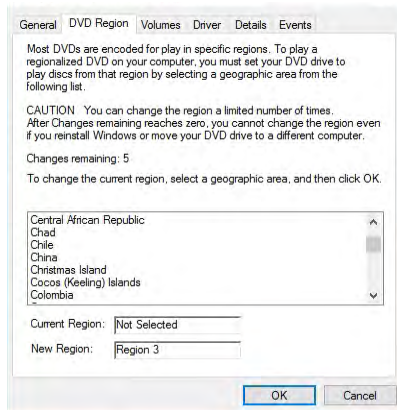 General DVD Region Volumes Driver Details Events
Most DVDs are encoded for play in specific regions. To play a
regionalized DVD on your computer, you must set your DVD drive to
play discs from that region by selecting a geographic area from the
following list.
CAUTION You can change the region a limited number of times.
After Changes remaining reaches zero, you cannot change the region even
if you reinstall Windows or move your DVD drive to a different computer.
Changes remaining: 5
To change the current region, select a geographic area, and then click OK.
Central African Republic
Chad
Chile
China
Christmas Island
Cocos (Keeling) Islands
Colombia
Current Region: Not Selected
New Region: Region 3
OK Cancel